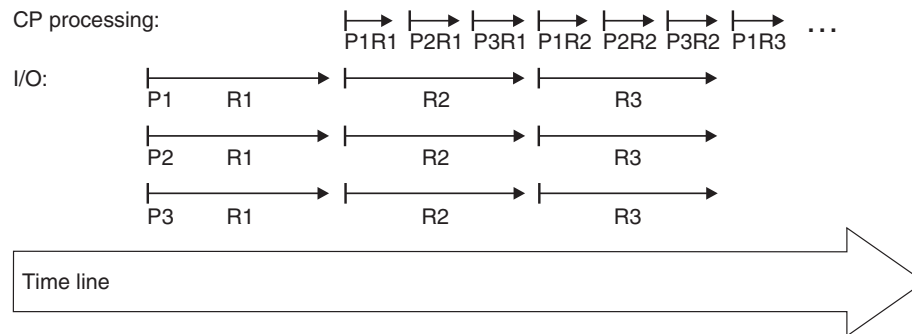 CP processing:
P1R1 P2R1 P3R1 P1R2 P2R2 P3R2 P1R3 ...
I/O:
P1 R1 R2 R3
P2 R1 R2 R3
P3 R1 R2 R3
Time line